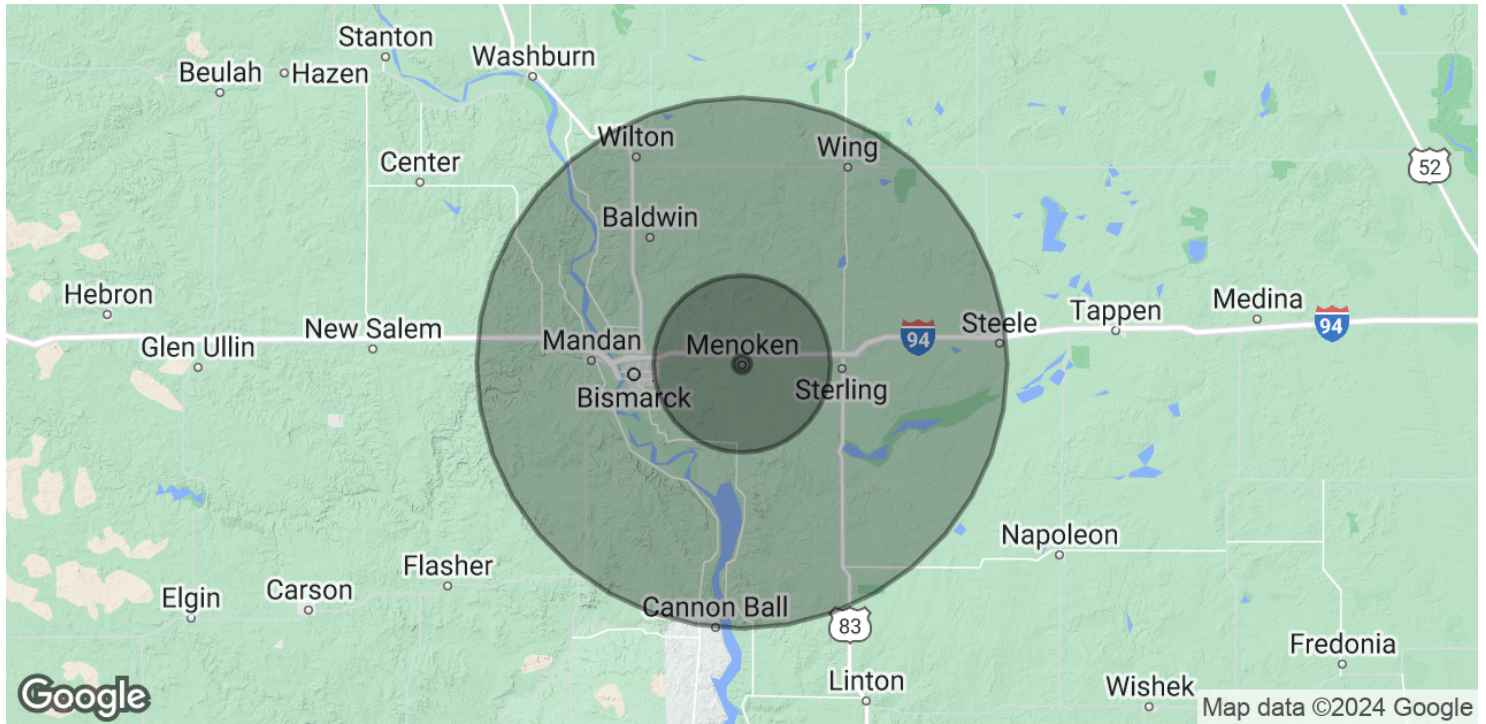 Stanton
Washburn
Beulah
Hazen
Wilton
Wing
Center
52
Baldwin
Hebron
Medina
Tappen
Steele
94
94
New Salem
Mandan
Menoken
Glen Ullin
Sterling
Bismarck
Napoleon
Flasher
Carson
Elgin
Cannon Ball
83
Fredonia
Linton
Wishek
Google
Map data ©2024 Google